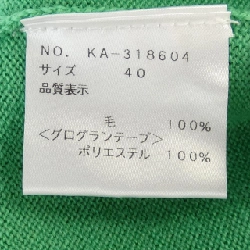 NO. KA-318604
サイズ 40
品質表示
毛 100%
<グログランテープ>
ポリエステル 100%